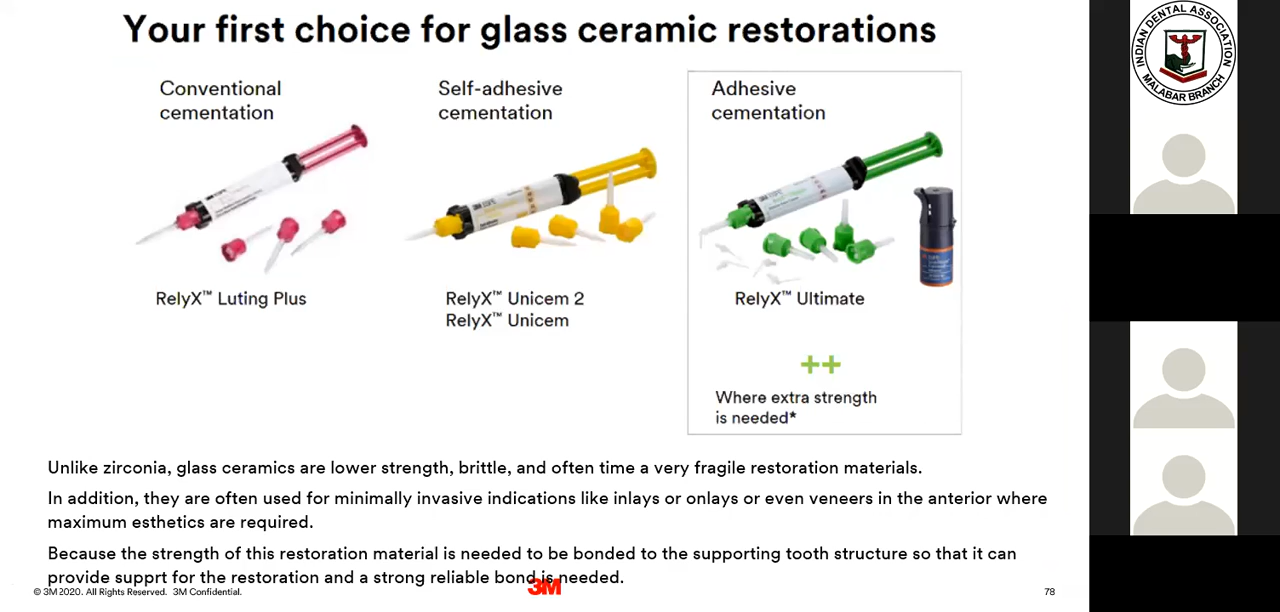 Your first choice for glass ceramic restorations
Conventional
cementation
RelyX™ Luting Plus
Self-adhesive
cementation
RelyX™ Unicem 2
RelyX™ Unicem
Adhesive
cementation
RelyX™ Ultimate
++
Where extra strength
is needed*
Unlike zirconia, glass ceramics are lower strength, brittle, and often time a very fragile restoration materials.
In addition, they are often used for minimally invasive indications like inlays or onlays or even veneers in the anterior where
maximum esthetics are required.
Because the strength of this restoration material is needed to be bonded to the supporting tooth structure so that it can
provide supprt for the restoration and a strong reliable bond is needed.
© 3M 2020. All Rights Reserved. 3M Confidential.
3M
78
INDIAN DENTAL ASSOCIATION
MALABAR BRANCH